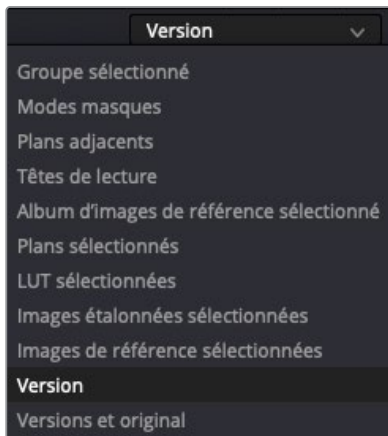 Version
Groupe sélectionné
Modes masques
Plans adjacents
Têtes de lecture
Album d’images de référence sélectionné
Plans sélectionnés
LUT sélectionnées
Images étalonnées sélectionnées
Images de référence sélectionnées
Version
Versions et original